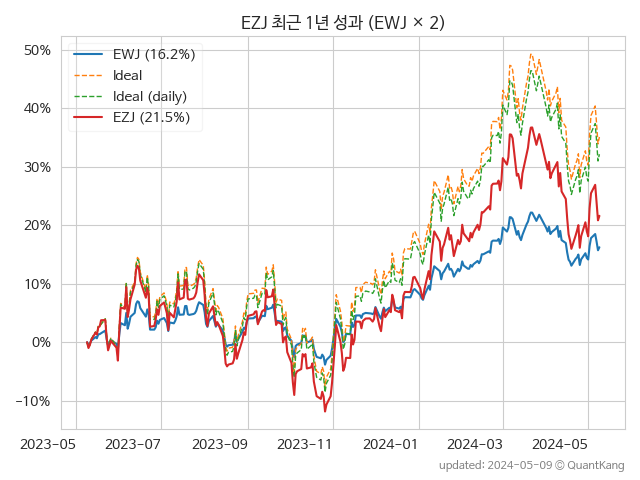 EZJ 최근 1년 성과 (EWJ × 2)
EWJ (16.2%)
Ideal
Ideal (daily)
EZJ (21.5%)
50%
40%
30%
20%
10%
0%
−10%
2023-05 2023-07 2023-09 2023-11 2024-01 2024-03 2024-05
updated: 2024-05-09 © QuantKang